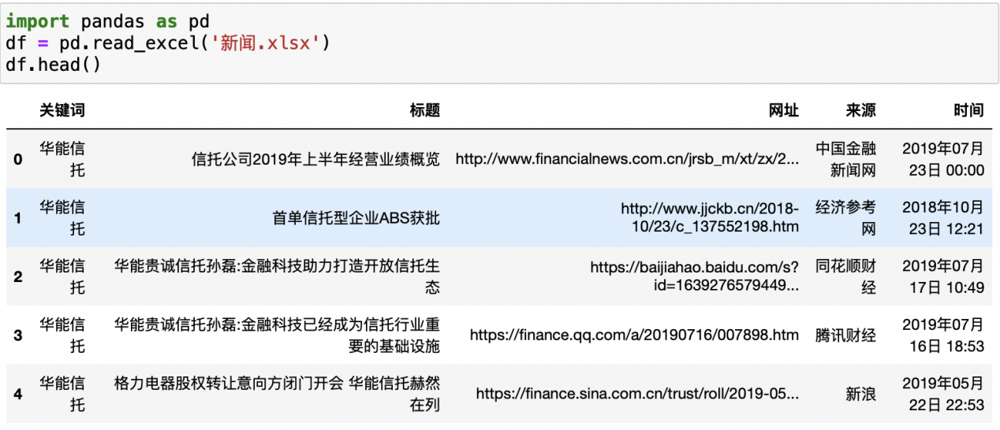 import pandas as pd
df = pd.read_excel('新闻.xlsx')
df.head()
关键词 标题 网址 来源 时间
0 华能信托 信托公司2019年上半年经营业绩概览 http://www.financialnews.com.cn/jrsb_m/xt/zx/2... 中国金融新闻网 2019年07月23日 00:00
1 华能信托 首单信托型企业ABS获批 http://www.jjckb.cn/2018-10/23/c_137552198.htm 经济参考网 2018年10月23日 12:21
2 华能信托 华能贵诚信托孙磊:金融科技助力打造开放信托生态 https://baijiahao.baidu.com/s?id=1639276579449... 同花顺财经 2019年07月17日 10:49
3 华能信托 华能贵诚信托孙磊:金融科技已经成为信托行业重要的基础设施 https://finance.qq.com/a/20190716/007898.htm 腾讯财经 2019年07月16日 18:53
4 华能信托 格力电器股权转让意向方闭门开会 华能信托赫然在列 https://finance.sina.com.cn/trust/roll/2019-05... 新浪 2019年05月22日 22:53